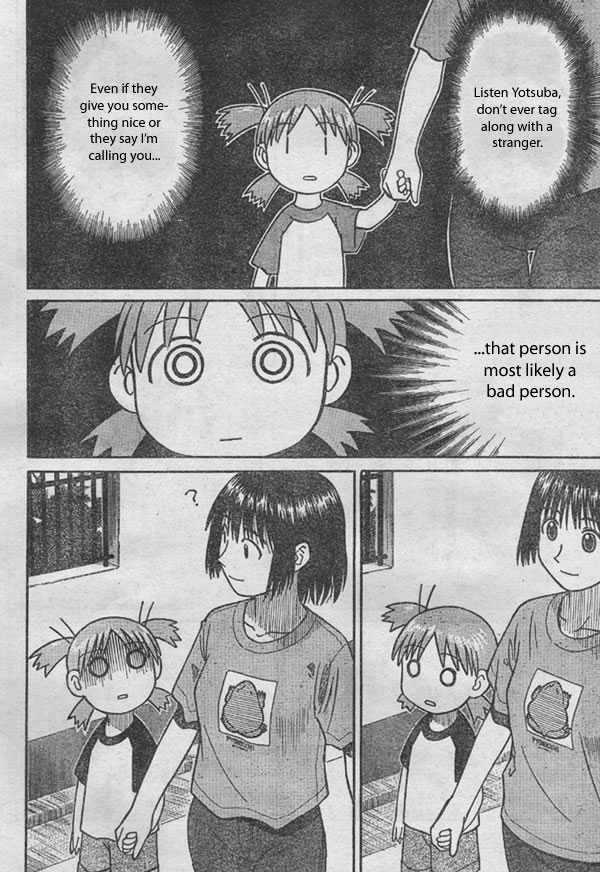 Listen Yotsuba,
don't ever tag
along with a
stranger.
Even if they
give you some-
thing nice or
they say I'm
calling you...
...that person is
most likely a
bad person.
?